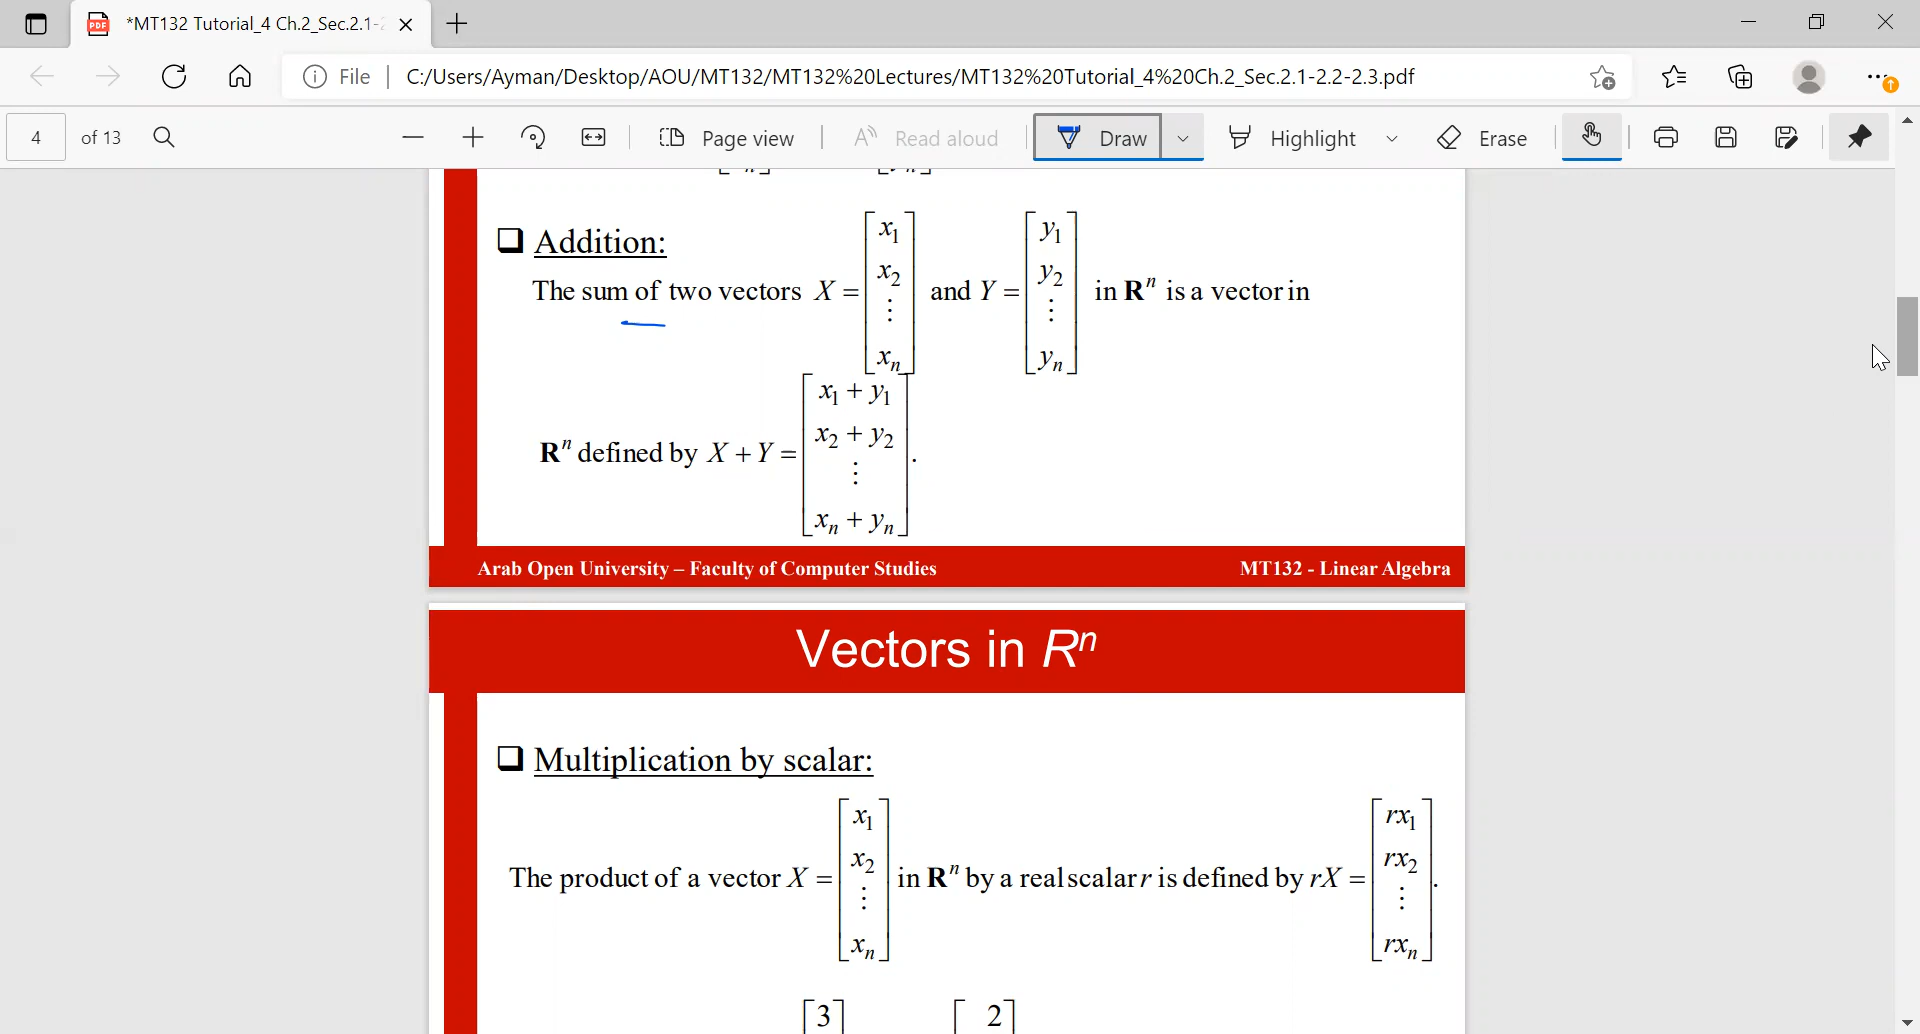 *MT132 Tutorial_4 Ch.2_Sec.2.1-2
File
C:/Users/Ayman/Desktop/AOU/MT132/MT132%20Lectures/MT132%20Tutorial_4%20Ch.2_Sec.2.1-2.2-2.3.pdf
4 of 13
Page view
Read aloud
Draw
Highlight
Erase
❑ Addition:
The sum of two vectors X = [x₁ x₂ ⋮ xₙ] and Y = [y₁ y₂ ⋮ yₙ] in Rⁿ is a vector in
Rⁿ defined by X + Y = [x₁ + y₁ x₂ + y₂ ⋮ xₙ + yₙ].
Arab Open University – Faculty of Computer Studies
MT132 - Linear Algebra
Vectors in Rⁿ
❑ Multiplication by scalar:
The product of a vector X = [x₁ x₂ ⋮ xₙ] in Rⁿ by a real scalar r is defined by rX = [rx₁ rx₂ ⋮ rxₙ].
[3] [2]